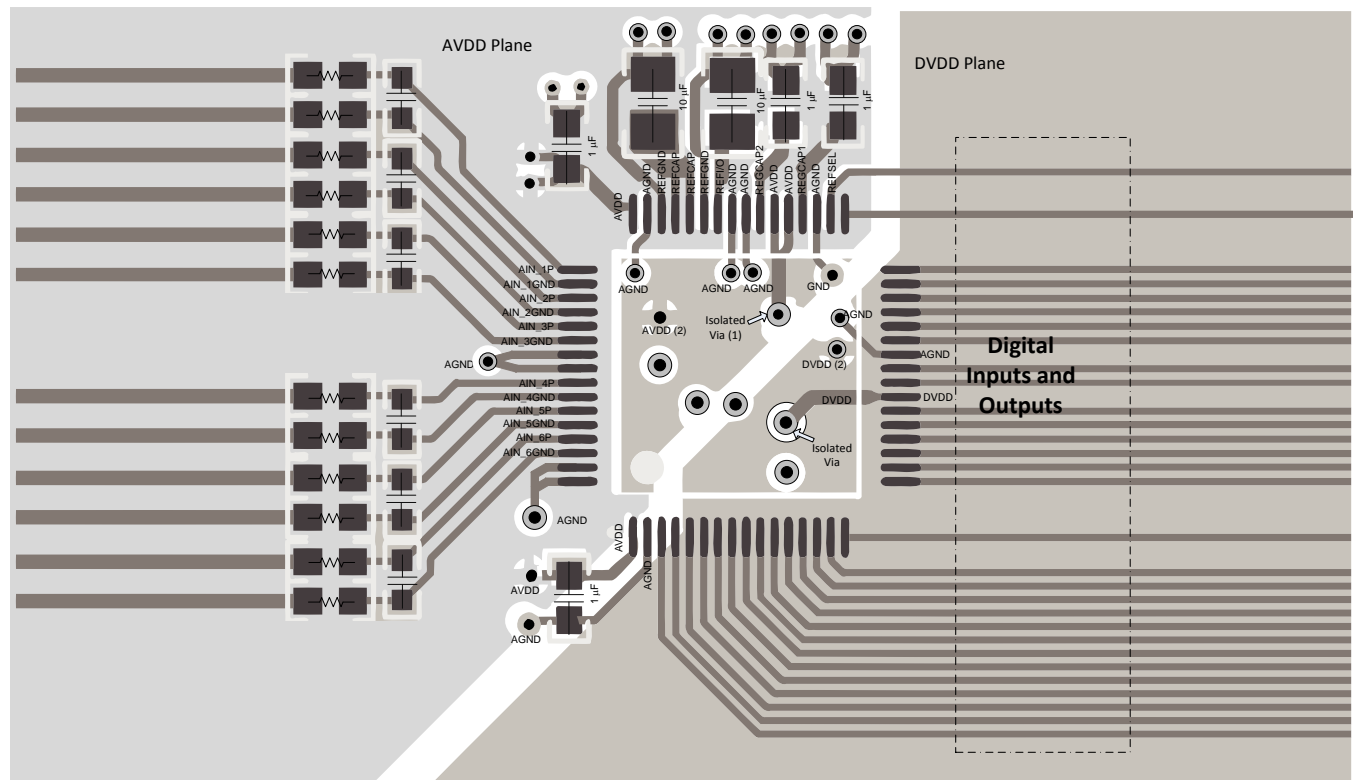 AVDD Plane
DVDD Plane
10 µF
10 µF
1 µF
1 µF
1 µF
AVDD
AGND
REFGND
REFCAP
REFCAP
REFGND
REFI/O
AGND
AGND
REGCAP2
AVDD
AVDD
REGCAP1
AGND
REFSEL
AIN_1P
AIN_1GND
AIN_2P
AIN_2GND
AIN_3P
AIN_3GND
AGND
AIN_4P
AIN_4GND
AIN_5P
AIN_5GND
AIN_6P
AIN_6GND
AGND
AGND
AGND
AGND
GND
AVDD (2)
Isolated
Via (1)
AGND
DVDD (2)
AGND
DVDD
DVDD
Isolated
Via
Digital
Inputs and
Outputs
AVDD
AGND
AVDD
1 µF
AGND